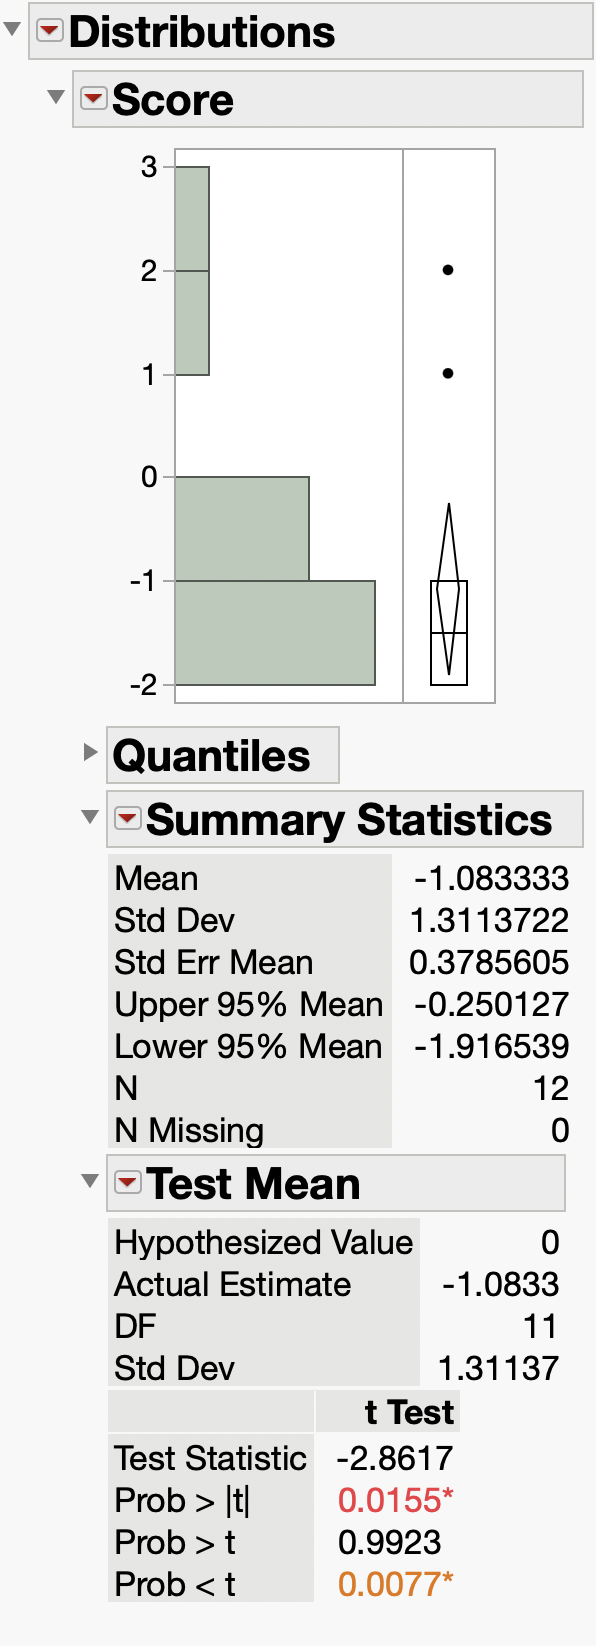 Distributions
Score
3
2
1
0
-1
-2
Quantiles
Summary Statistics
Mean -1.083333
Std Dev 1.3113722
Std Err Mean 0.3785605
Upper 95% Mean -0.250127
Lower 95% Mean -1.916539
N 12
N Missing 0
Test Mean
Hypothesized Value 0
Actual Estimate -1.0833
DF 11
Std Dev 1.31137
t Test
Test Statistic -2.8617
Prob > |t| 0.0155*
Prob > t 0.9923
Prob < t 0.0077*